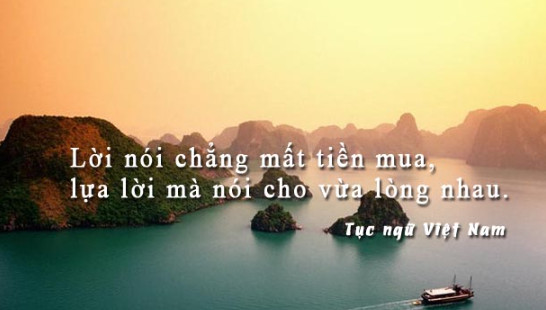 Lời nói chẳng mất tiền mua,
lựa lời mà nói cho vừa lòng nhau.
Tục ngữ Việt Nam